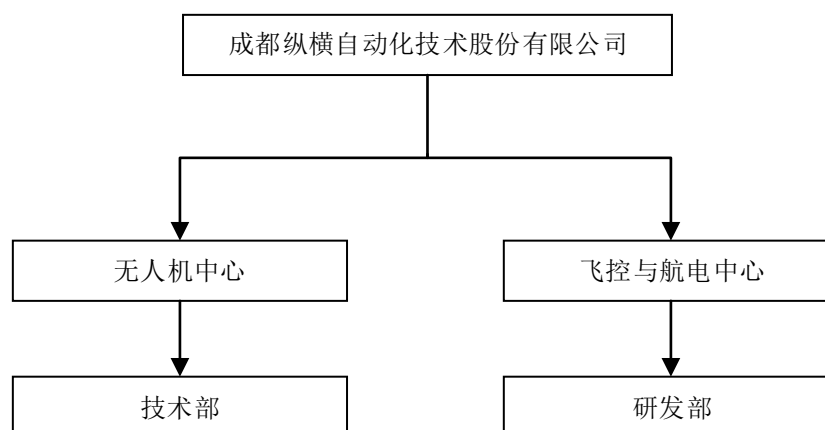 成都纵横自动化技术股份有限公司
无人机中心
飞控与航电中心
技术部
研发部